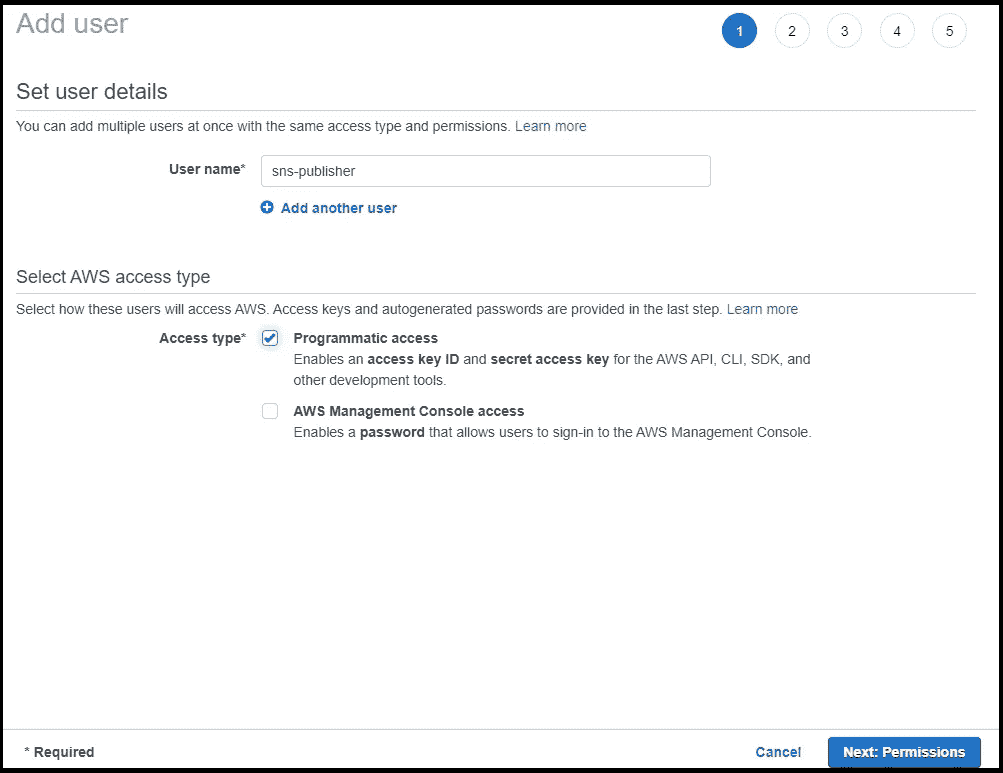 Add user
1 2 3 4 5
Set user details
You can add multiple users at once with the same access type and permissions. Learn more
User name*
sns-publisher
Add another user
Select AWS access type
Select how these users will access AWS. Access keys and autogenerated passwords are provided in the last step. Learn more
Access type*
Programmatic access
Enables an access key ID and secret access key for the AWS API, CLI, SDK, and
other development tools.
AWS Management Console access
Enables a password that allows users to sign-in to the AWS Management Console.
* Required
Cancel
Next: Permissions